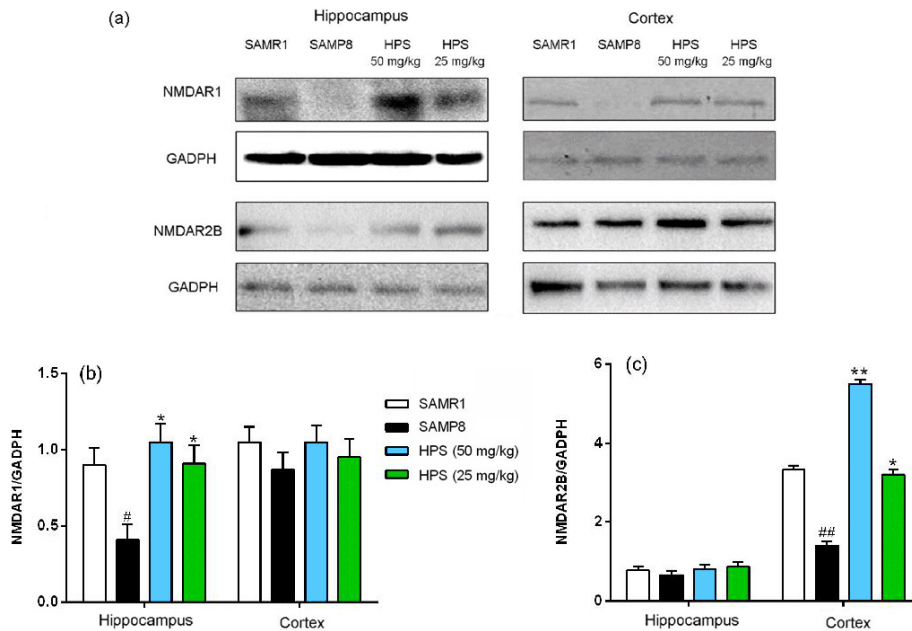 (a)
Hippocampus
Cortex
SAMR1 SAMP8 HPS 50 mg/kg HPS 25 mg/kg
SAMR1 SAMP8 HPS 50 mg/kg HPS 25 mg/kg
NMDAR1
GADPH
NMDAR2B
GADPH
(b)
NMDAR1/GADPH
1.5
1.0
0.5
0.0
#
*
*
Hippocampus Cortex
SAMR1
SAMP8
HPS (50 mg/kg)
HPS (25 mg/kg)
(c)
NMDAR2B/GADPH
6
4
2
0
##
**
*
Hippocampus Cortex